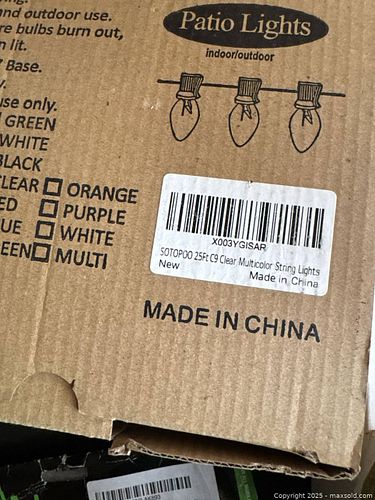 Patio Lights
indoor/outdoor
and outdoor use.
re bulbs burn out,
n lit.
Base.
use only.
GREEN
WHITE
BLACK
CLEAR ☐ ORANGE
ED ☐ PURPLE
UE ☐ WHITE
EEN ☐ MULTI
X003YGISAR
SOTOPOO 25Ft C9 Clear Multicolor String Lights
New
Made in China
MADE IN CHINA
Copyright 2025 - maxsold.com